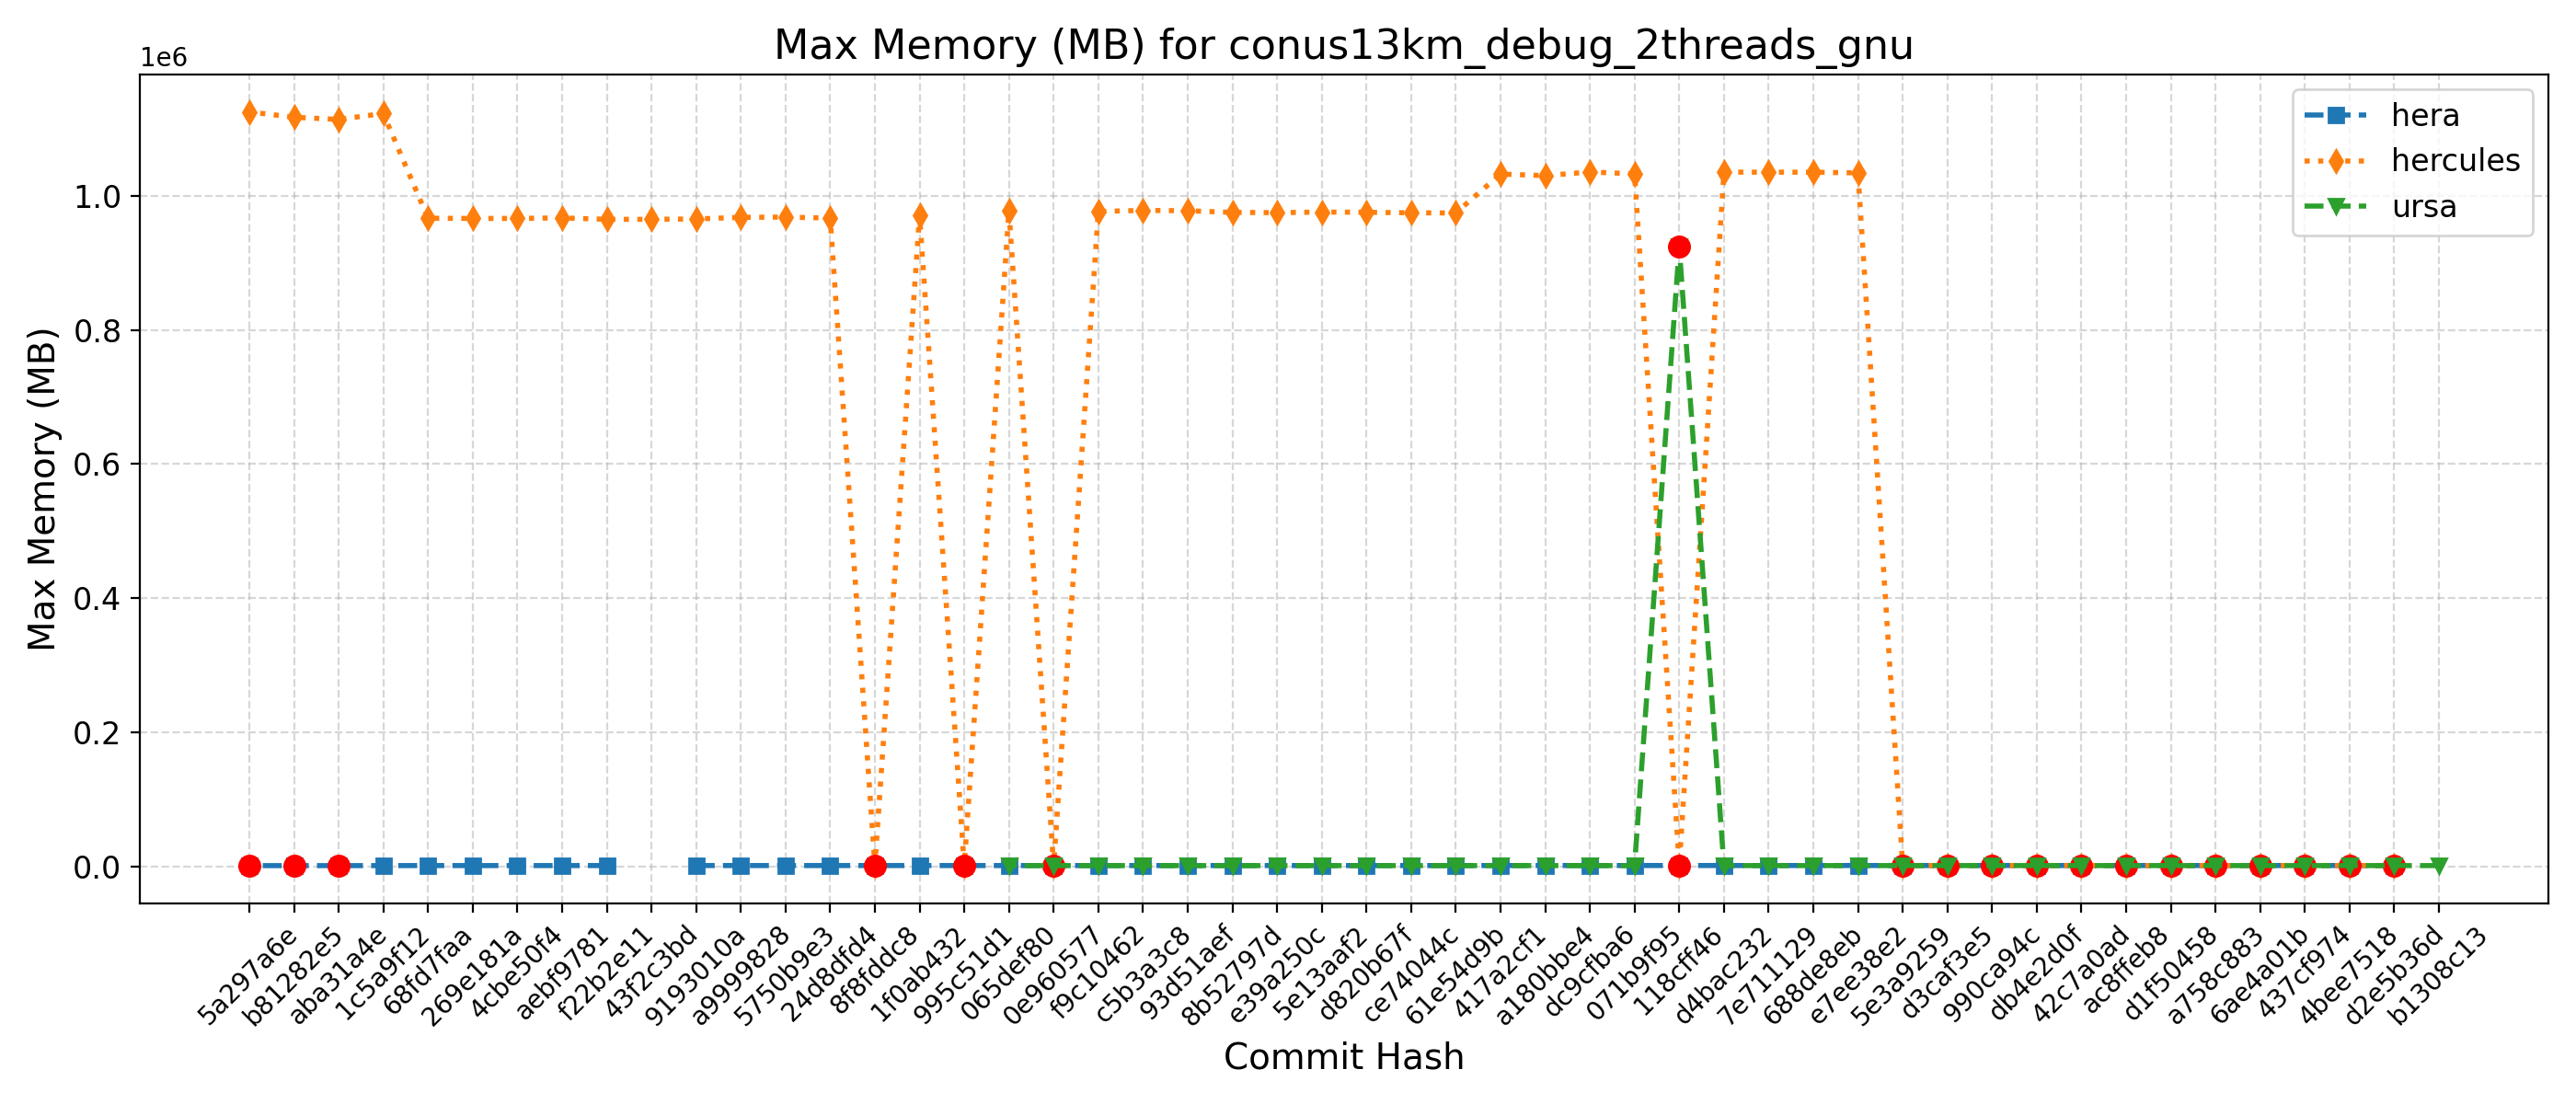 Max Memory (MB) for conus13km_debug_2threads_gnu
1e6
hera
hercules
ursa
1.0
0.8
0.6
0.4
0.2
0.0
Max Memory (MB)
5a297a6e
b81282e5
aba31a4e
1c5a9f12
68fd7faa
269e181a
4cbe50f4
aebf9781
f22b2e11
43f2c3bd
9193010a
a9999828
5750b9e3
24d8dfd4
8f8fddc8
1f0ab432
995c51d1
065def80
0e960577
f9c10462
c5b3a3c8
93d51aef
8b52797d
e39a250c
5e13aaf2
d820b67f
ce74044c
61e54d9b
417a2cf1
a180bbe4
dc9cfba6
071b9f95
118cff46
d4bac232
7e711129
688de8eb
e7ee38e2
5e3a9259
d3caf3e5
990ca94c
db4e2d0f
42c7a0ad
ac8ffeb8
d1f50458
a758c883
6ae4a01b
437cf974
4bee7518
d2e5b36d
b1308c13
Commit Hash